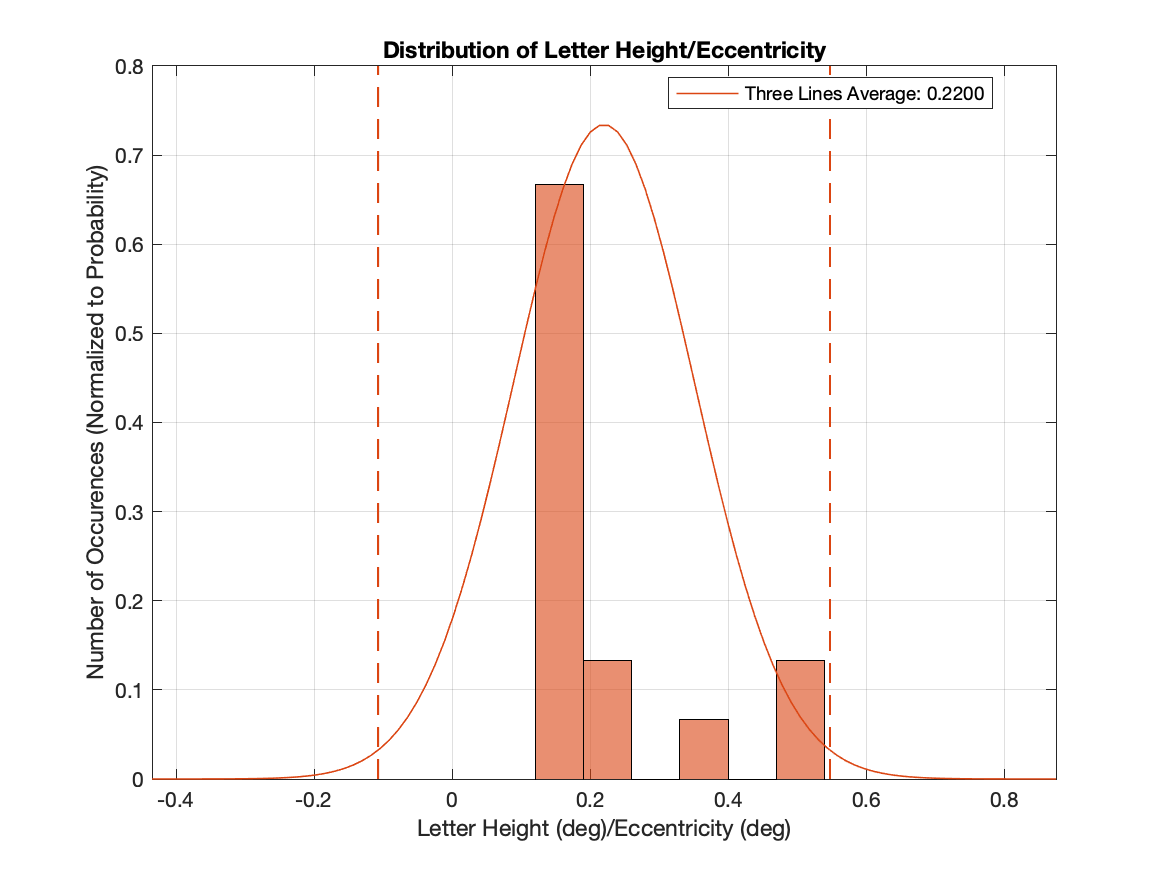 Distribution of Letter Height/Eccentricity
Three Lines Average: 0.2200
Number of Occurences (Normalized to Probability)
0.8
0.7
0.6
0.5
0.4
0.3
0.2
0.1
0
-0.4 -0.2 0 0.2 0.4 0.6 0.8
Letter Height (deg)/Eccentricity (deg)